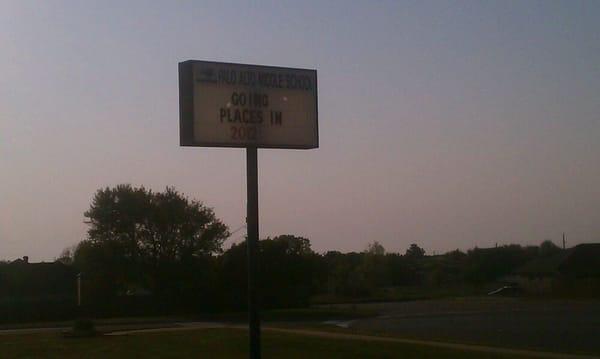 PALO ALTO MIDDLE SCHOOL
GOING
PLACES IN
2012